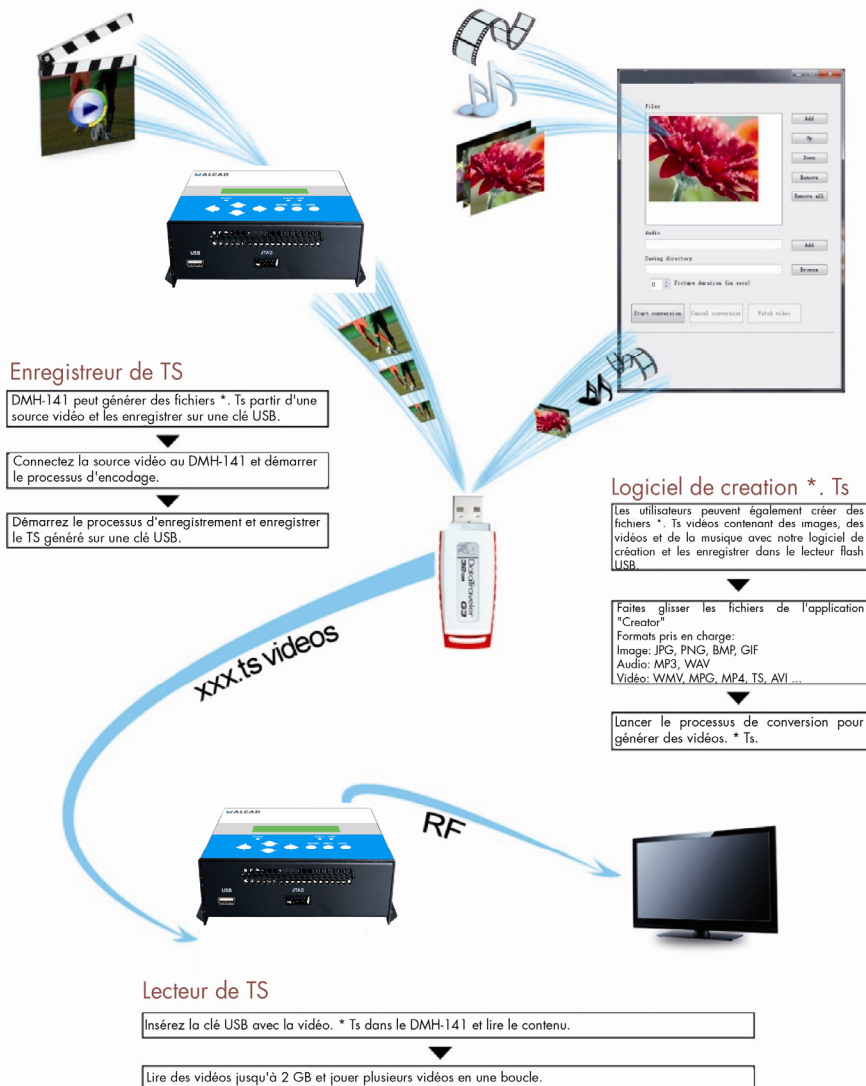 ALCAD
USB
JTAG
Files
Add
Up
Down
Remove
Remove all
Audio
Add
Saving directory
Browse
0
Picture duration (in secs)
Start conversion
Cancel conversion
Watch video
Enregistreur de TS
DMH-141 peut générer des fichiers *. Ts partir d'une
source vidéo et les enregistrer sur une clé USB.
Connectez la source vidéo au DMH-141 et démarrer
le processus d'encodage.
Démarrez le processus d'enregistrement et enregistrer
le TS généré sur une clé USB.
Logiciel de creation *. Ts
Les utilisateurs peuvent également créer des
fichiers *. Ts vidéos contenant des images, des
vidéos et de la musique avec notre logiciel de
création et les enregistrer dans le lecteur flash
USB.
Faites glisser les fichiers de l'application
"Creator"
Formats pris en charge:
Image: JPG, PNG, BMP, GIF
Audio: MP3, WAV
Vidéo: WMV, MPG, MP4, TS, AVI ...
Lancer le processus de conversion pour
générer des vidéos. * Ts.
DataTraveler G3
32GB
xxx.ts videos
RF
ALCAD
USB
JTAG
Lecteur de TS
Insérez la clé USB avec la vidéo. * Ts dans le DMH-141 et lire le contenu.
Lire des vidéos jusqu'à 2 GB et jouer plusieurs vidéos en une boucle.